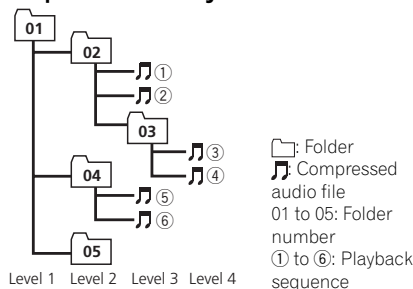 01
02
①
②
03
③
④
04
⑤
⑥
05
Level 1 Level 2 Level 3 Level 4
: Folder
: Compressed
audio file
01 to 05: Folder
number
① to ⑥: Playback
sequence